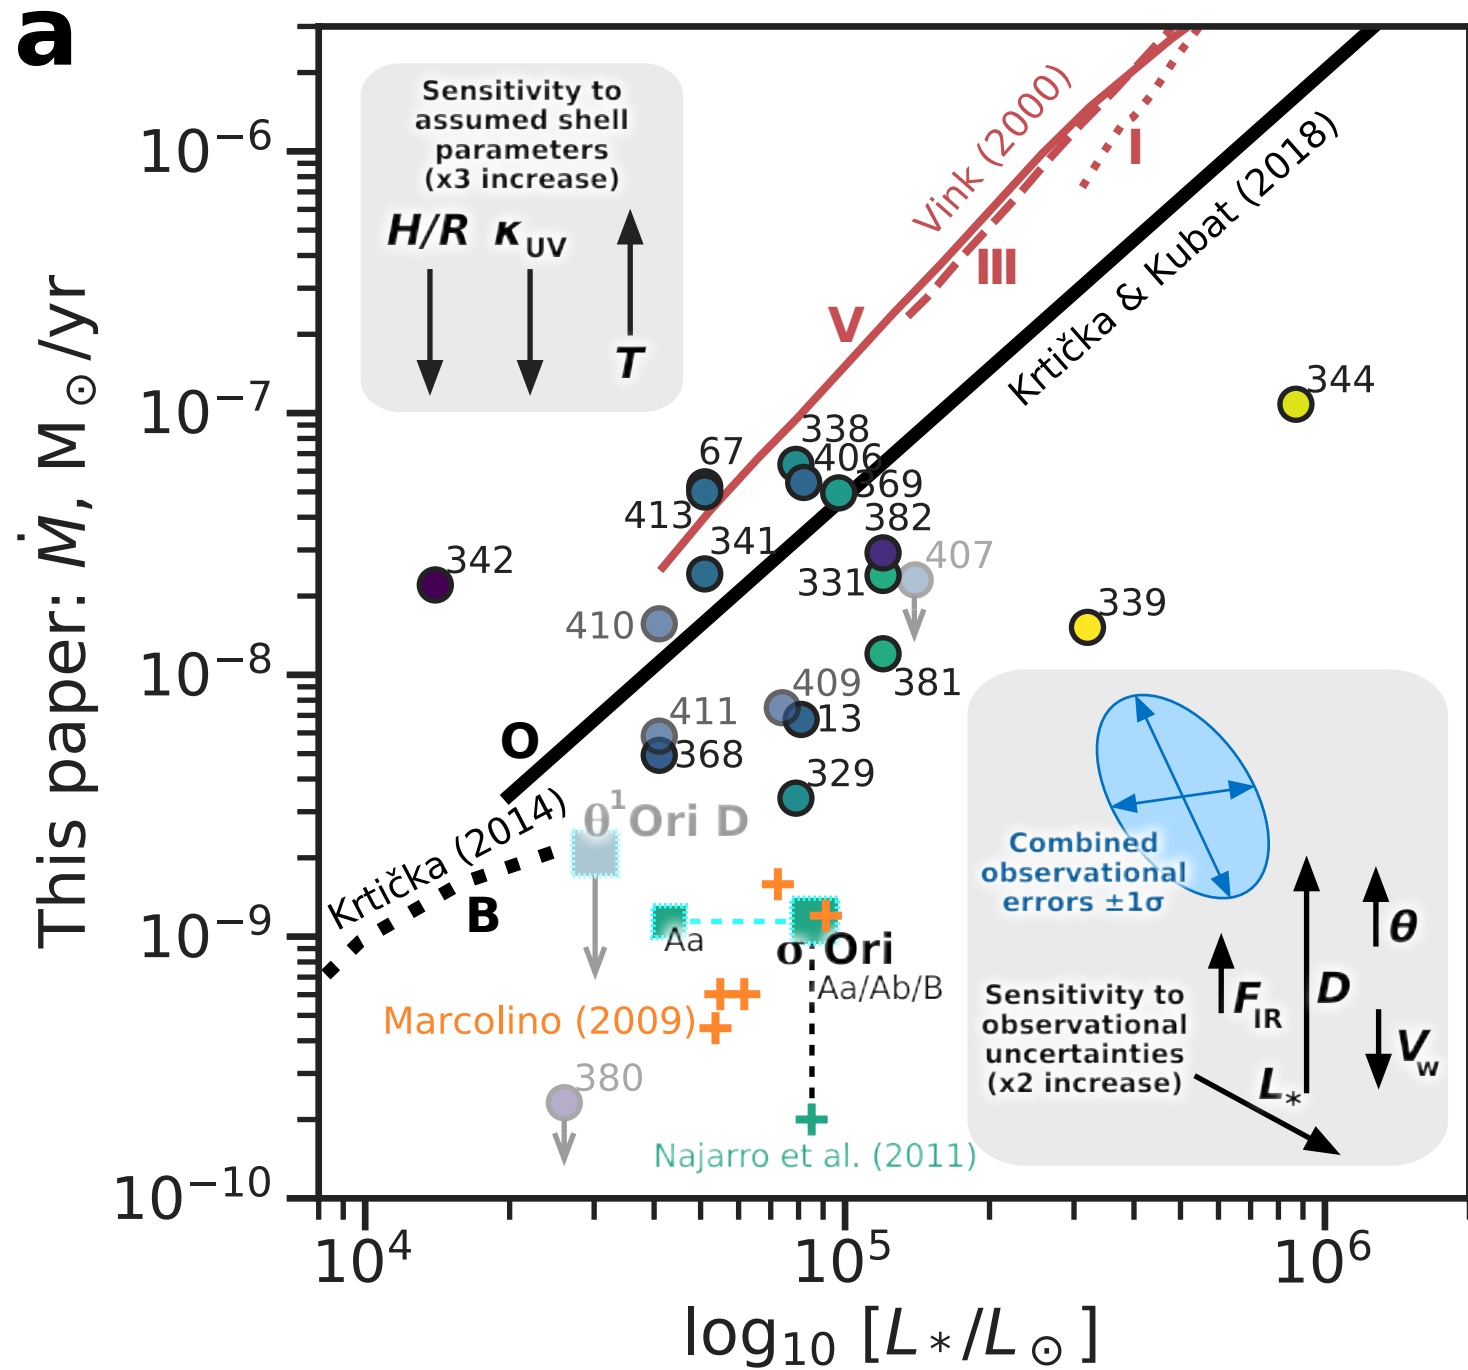 a
This paper: Ṁ, M⊙/yr
10⁻⁶
10⁻⁷
10⁻⁸
10⁻⁹
10⁻¹⁰
Sensitivity to
assumed shell
parameters
(x3 increase)
H/R κUV
T
Vink (2000)
I
III
V
Krtička & Kubat (2018)
344
338
67
406
369
413
382
341
407
342
331
339
410
381
409
411
13
368
O
329
θ¹Ori D
Krtička (2014)
B
Aa
σ Ori
Aa/Ab/B
Marcolino (2009)
380
Najarro et al. (2011)
Combined
observational
errors ±1σ
Sensitivity to
observational
uncertainties
(x2 increase)
θ
D
FIR
Vw
L*
10⁴
10⁵
10⁶
log₁₀ [L*/L⊙]